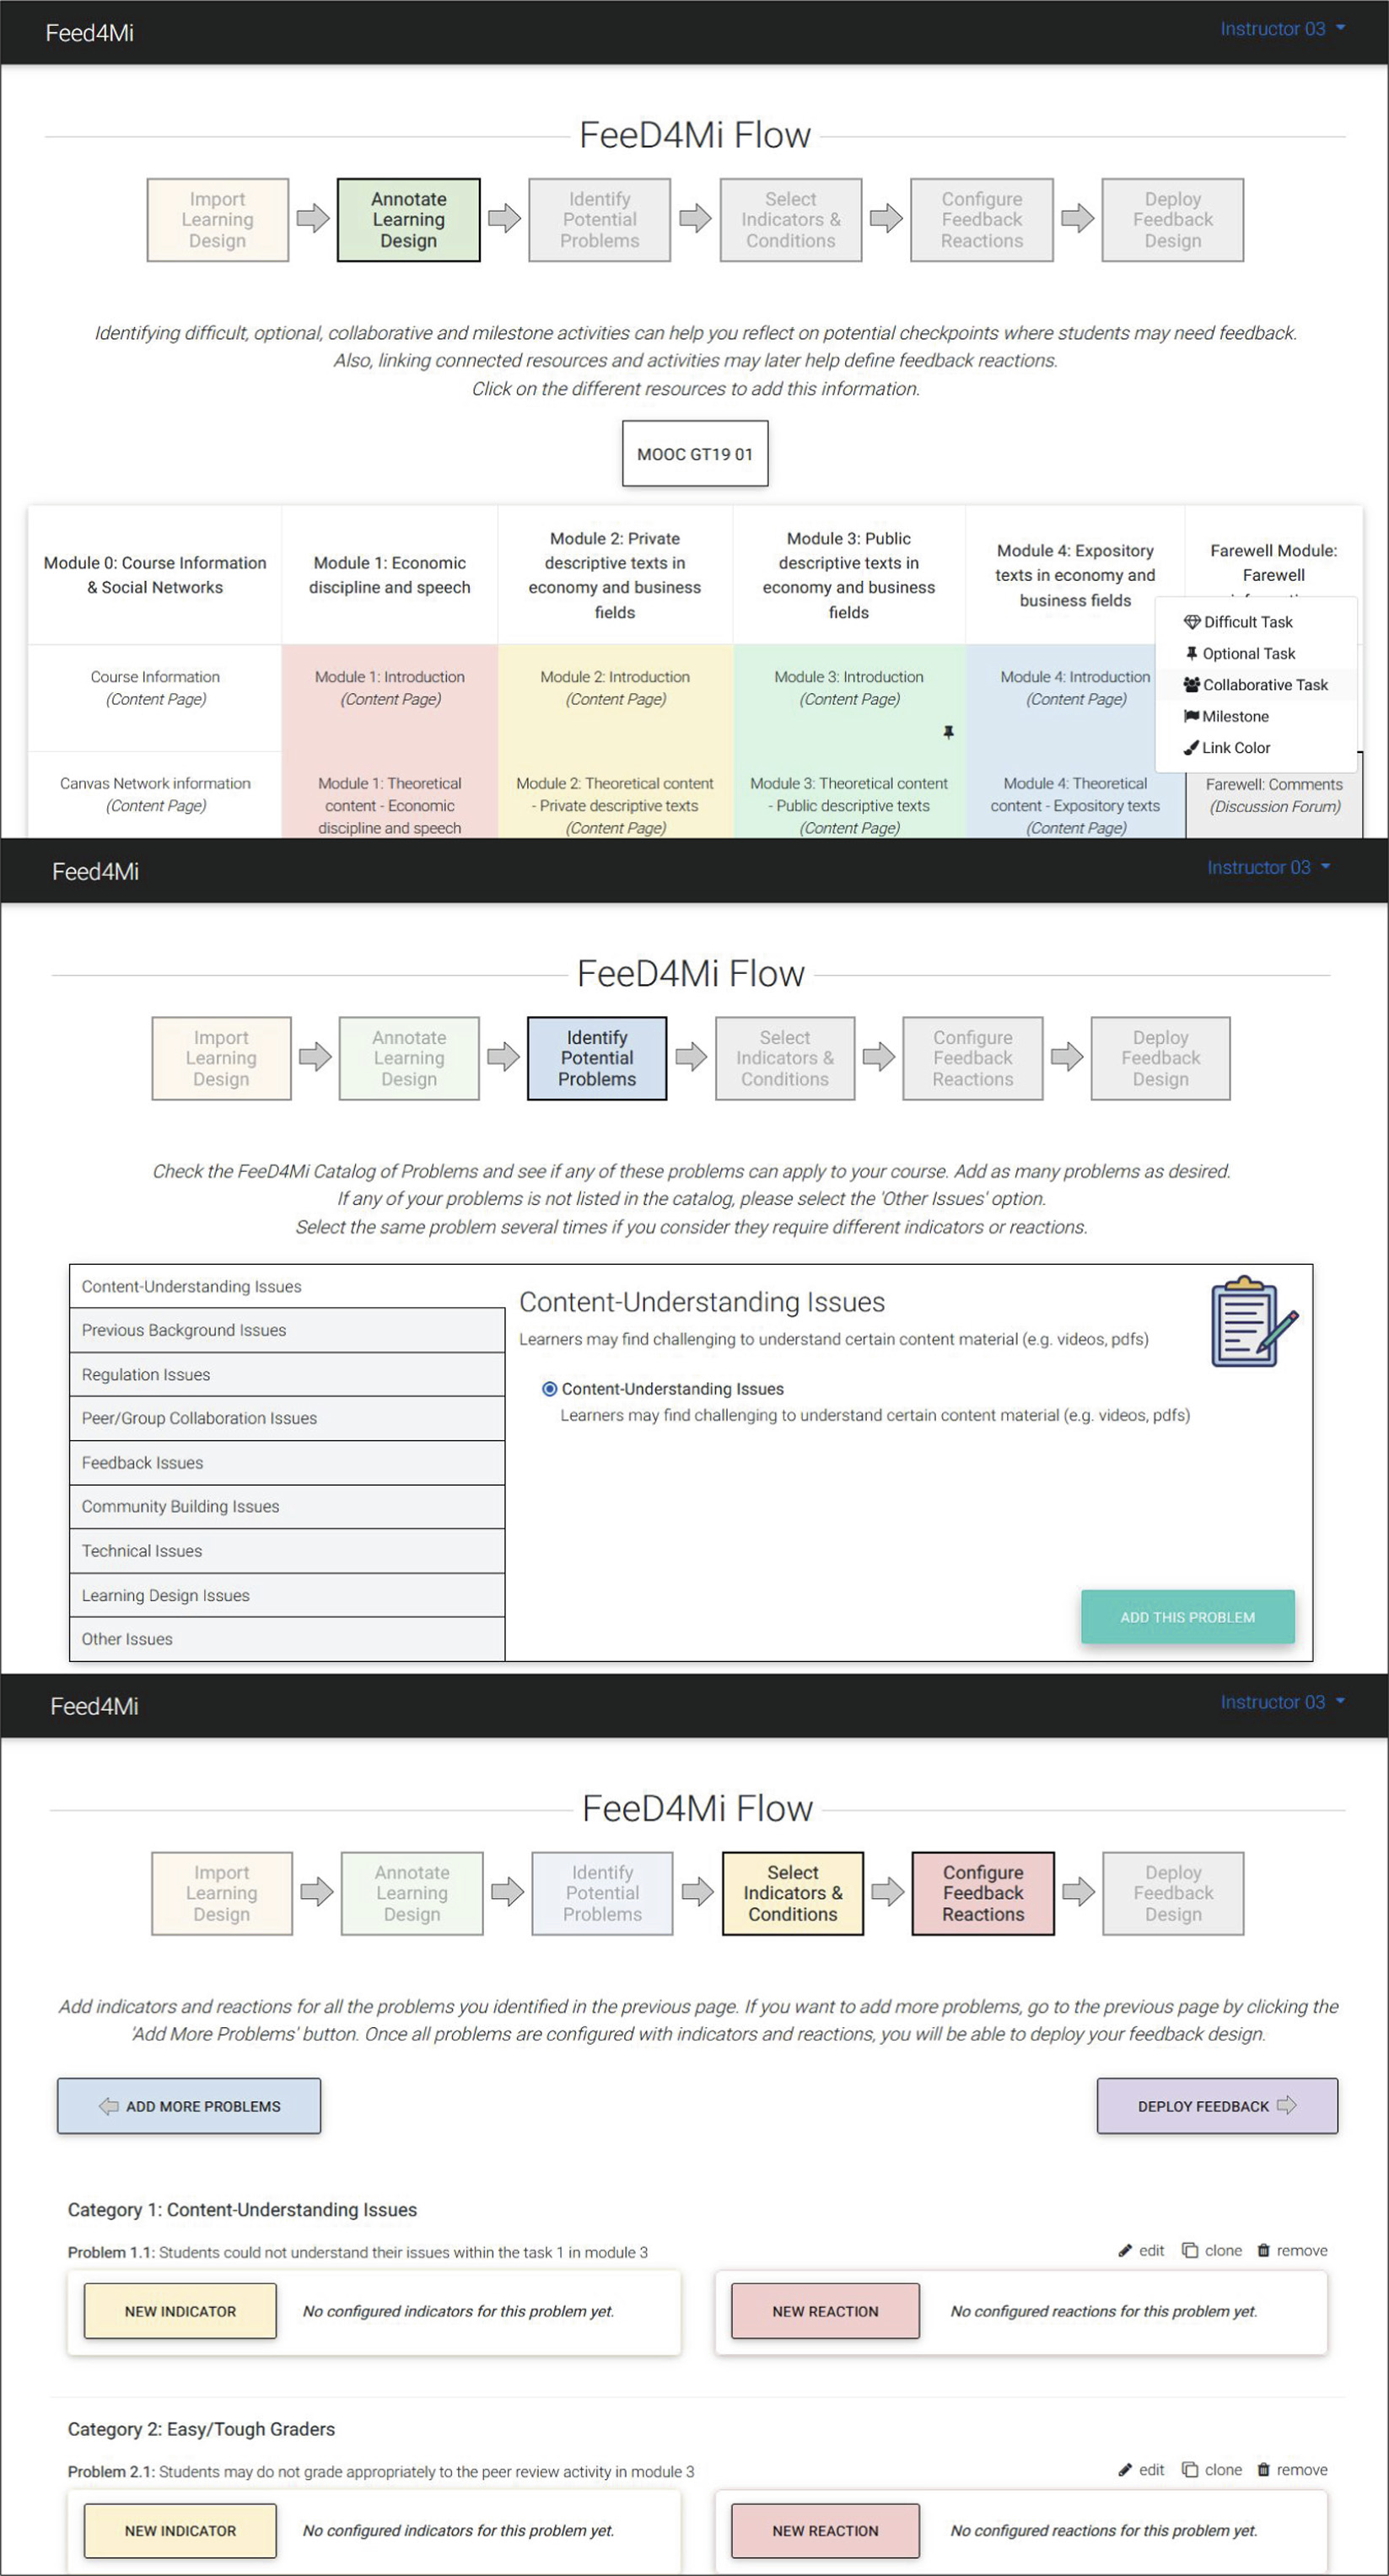 Feed4Mi
Instructor 03
FeeD4Mi Flow
Import
Learning
Design
Annotate
Learning
Design
Identify
Potential
Problems
Select
Indicators &
Conditions
Configure
Feedback
Reactions
Deploy
Feedback
Design
Identifying difficult, optional, collaborative and milestone activities can help you reflect on potential checkpoints where students may need feedback.
Also, linking connected resources and activities may later help define feedback reactions.
Click on the different resources to add this information.
MOOC GT19 01
Module 0: Course Information
& Social Networks
Module 1: Economic
discipline and speech
Module 2: Private
descriptive texts in
economy and business
fields
Module 3: Public
descriptive texts in
economy and business
fields
Module 4: Expository
texts in economy and
business fields
Farewell Module:
Farewell
Difficult Task
Optional Task
Collaborative Task
Milestone
Link Color
Course Information
(Content Page)
Module 1: Introduction
(Content Page)
Module 2: Introduction
(Content Page)
Module 3: Introduction
(Content Page)
Module 4: Introduction
(Content Page)
Canvas Network information
(Content Page)
Module 1: Theoretical
content - Economic
discipline and speech
Module 2: Theoretical content
- Private descriptive texts
(Content Page)
Module 3: Theoretical content
- Public descriptive texts
(Content Page)
Module 4: Theoretical
content - Expository texts
(Content Page)
Farewell: Comments
(Discussion Forum)
Feed4Mi
Instructor 03
FeeD4Mi Flow
Import
Learning
Design
Annotate
Learning
Design
Identify
Potential
Problems
Select
Indicators &
Conditions
Configure
Feedback
Reactions
Deploy
Feedback
Design
Check the FeeD4Mi Catalog of Problems and see if any of these problems can apply to your course. Add as many problems as desired.
If any of your problems is not listed in the catalog, please select the 'Other Issues' option.
Select the same problem several times if you consider they require different indicators or reactions.
Content-Understanding Issues
Previous Background Issues
Regulation Issues
Peer/Group Collaboration Issues
Feedback Issues
Community Building Issues
Technical Issues
Learning Design Issues
Other Issues
Content-Understanding Issues
Learners may find challenging to understand certain content material (e.g. videos, pdfs)
Content-Understanding Issues
Learners may find challenging to understand certain content material (e.g. videos, pdfs)
ADD THIS PROBLEM
Feed4Mi
Instructor 03
FeeD4Mi Flow
Import
Learning
Design
Annotate
Learning
Design
Identify
Potential
Problems
Select
Indicators &
Conditions
Configure
Feedback
Reactions
Deploy
Feedback
Design
Add indicators and reactions for all the problems you identified in the previous page. If you want to add more problems, go to the previous page by clicking the
'Add More Problems' button. Once all problems are configured with indicators and reactions, you will be able to deploy your feedback design.
ADD MORE PROBLEMS
DEPLOY FEEDBACK
Category 1: Content-Understanding Issues
Problem 1.1: Students could not understand their issues within the task 1 in module 3
edit clone remove
NEW INDICATOR
No configured indicators for this problem yet.
NEW REACTION
No configured reactions for this problem yet.
Category 2: Easy/Tough Graders
Problem 2.1: Students may do not grade appropriately to the peer review activity in module 3
edit clone remove
NEW INDICATOR
No configured indicators for this problem yet.
NEW REACTION
No configured reactions for this problem yet.